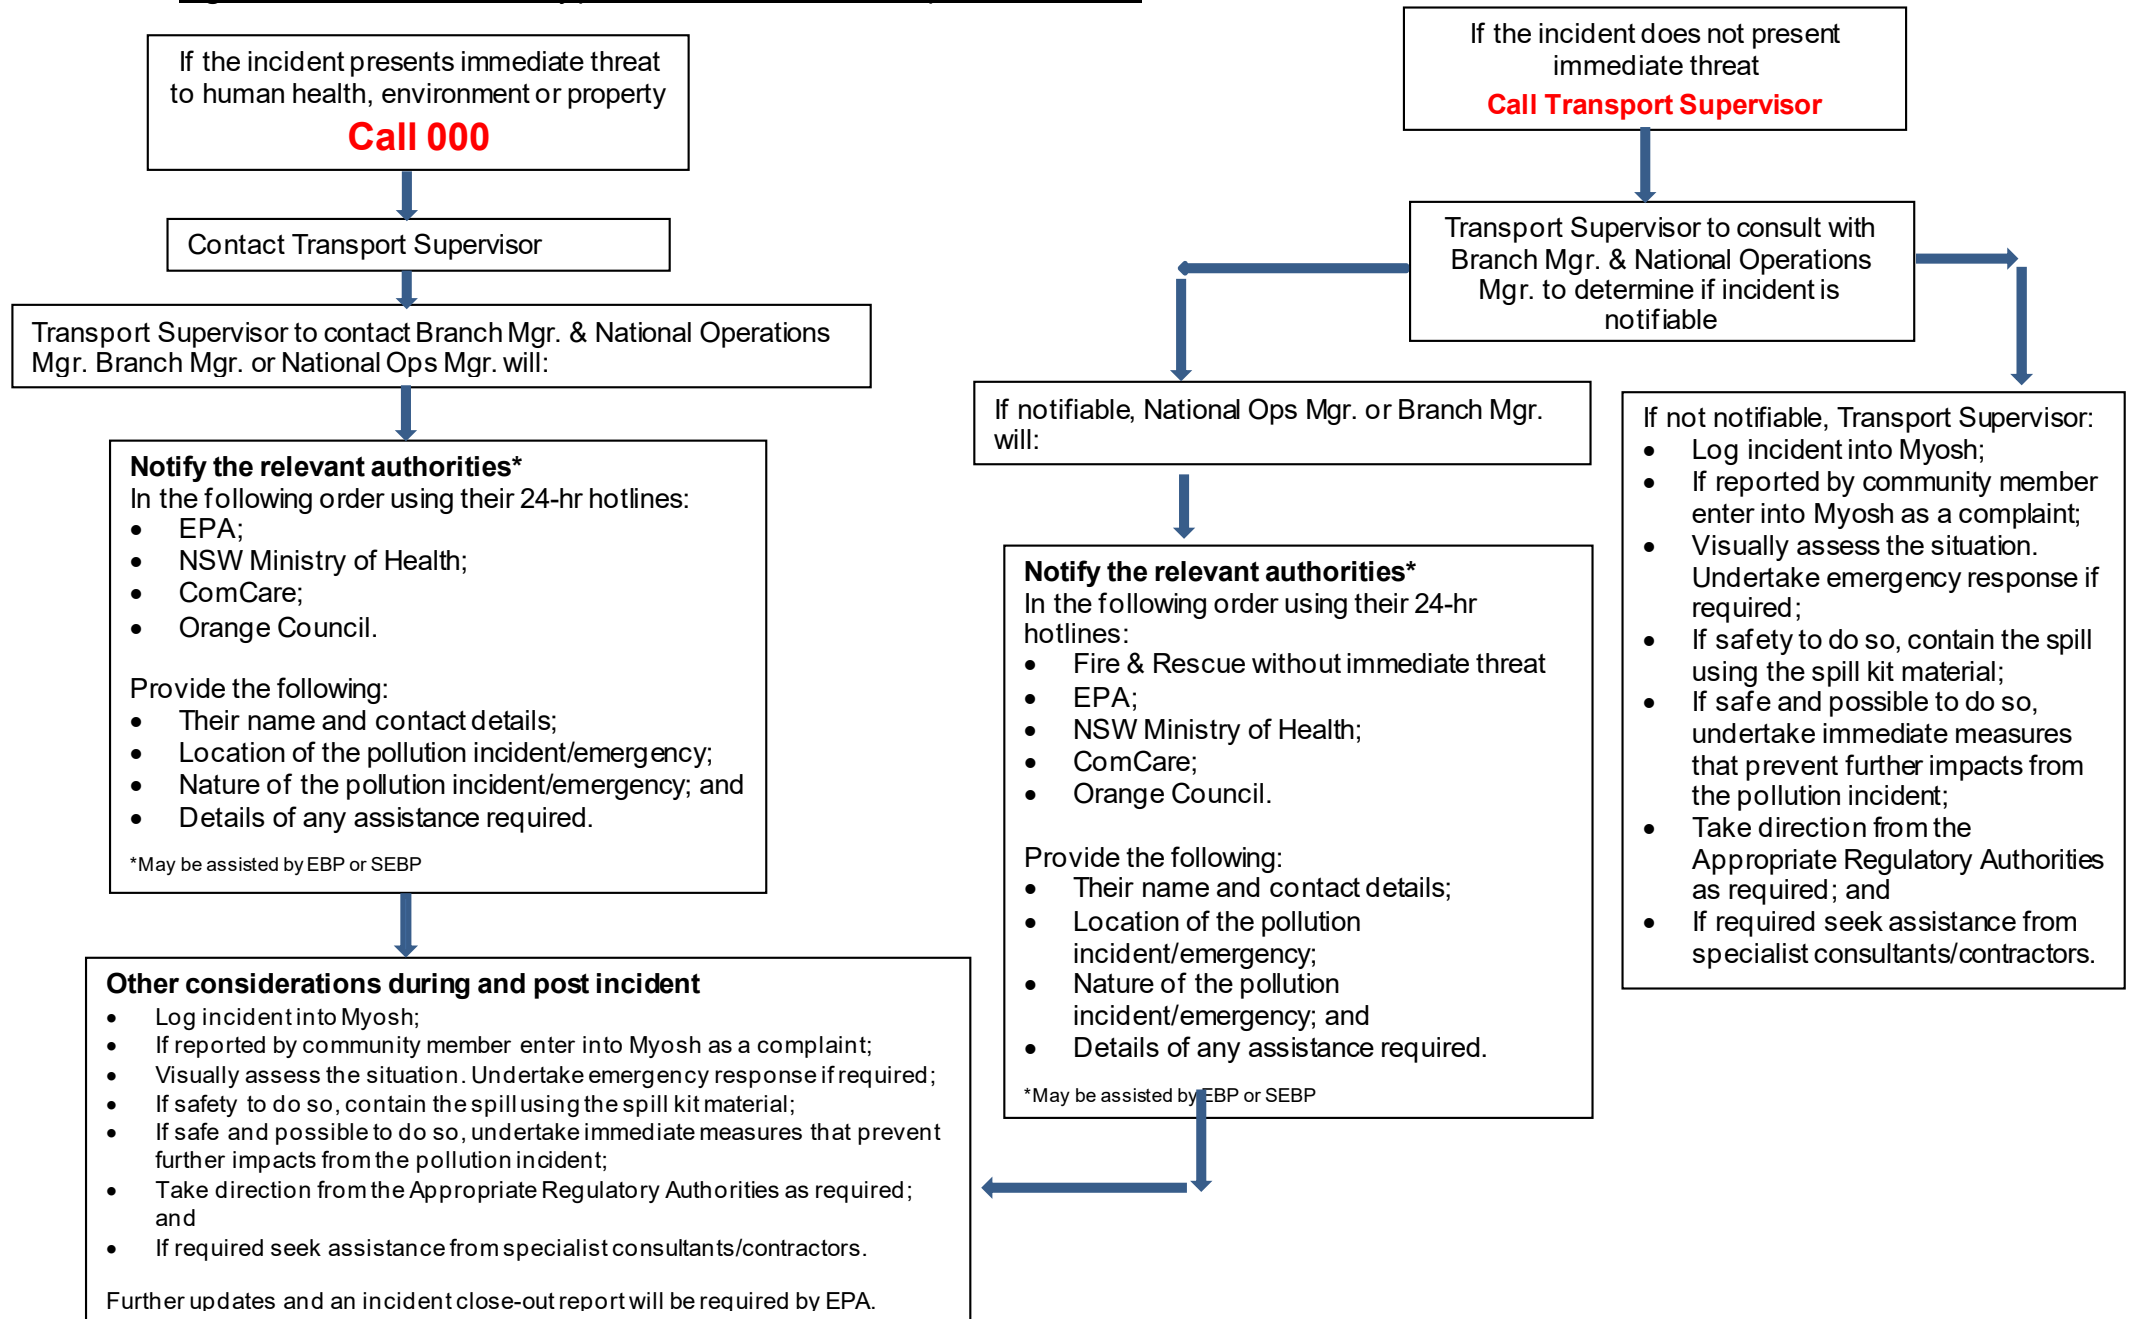 If the incident presents immediate threat
to human health, environment or property
Call 000
Contact Transport Supervisor
Transport Supervisor to contact Branch Mgr. & National Operations
Mgr. Branch Mgr. or National Ops Mgr. will:
Notify the relevant authorities*
In the following order using their 24-hr hotlines:
• EPA;
• NSW Ministry of Health;
• ComCare;
• Orange Council.
Provide the following:
• Their name and contact details;
• Location of the pollution incident/emergency;
• Nature of the pollution incident/emergency; and
• Details of any assistance required.
*May be assisted by EBP or SEBP
Other considerations during and post incident
• Log incident into Myosh;
• If reported by community member enter into Myosh as a complaint;
• Visually assess the situation. Undertake emergency response if required;
• If safety to do so, contain the spill using the spill kit material;
• If safe and possible to do so, undertake immediate measures that prevent
further impacts from the pollution incident;
• Take direction from the Appropriate Regulatory Authorities as required;
and
• If required seek assistance from specialist consultants/contractors.
Further updates and an incident close-out report will be required by EPA.
If the incident does not present
immediate threat
Call Transport Supervisor
Transport Supervisor to consult with
Branch Mgr. & National Operations
Mgr. to determine if incident is
notifiable
If notifiable, National Ops Mgr. or Branch Mgr.
will:
Notify the relevant authorities*
In the following order using their 24-hr
hotlines:
• Fire & Rescue without immediate threat
• EPA;
• NSW Ministry of Health;
• ComCare;
• Orange Council.
Provide the following:
• Their name and contact details;
• Location of the pollution
incident/emergency;
• Nature of the pollution
incident/emergency; and
• Details of any assistance required.
*May be assisted by EBP or SEBP
If not notifiable, Transport Supervisor:
• Log incident into Myosh;
• If reported by community member
enter into Myosh as a complaint;
• Visually assess the situation.
Undertake emergency response if
required;
• If safety to do so, contain the spill
using the spill kit material;
• If safe and possible to do so,
undertake immediate measures
that prevent further impacts from
the pollution incident;
• Take direction from the
Appropriate Regulatory Authorities
as required; and
• If required seek assistance from
specialist consultants/contractors.